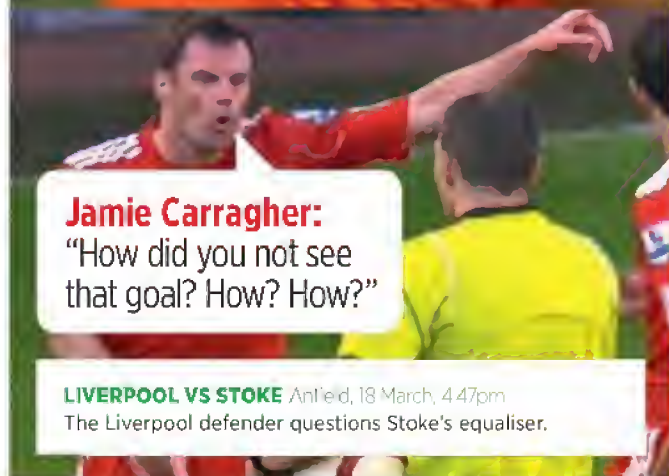 Jamie Carragher:
“How did you not see
that goal? How? How?”
LIVERPOOL VS STOKE Anfield, 18 March, 4.47pm
The Liverpool defender questions Stoke's equaliser.